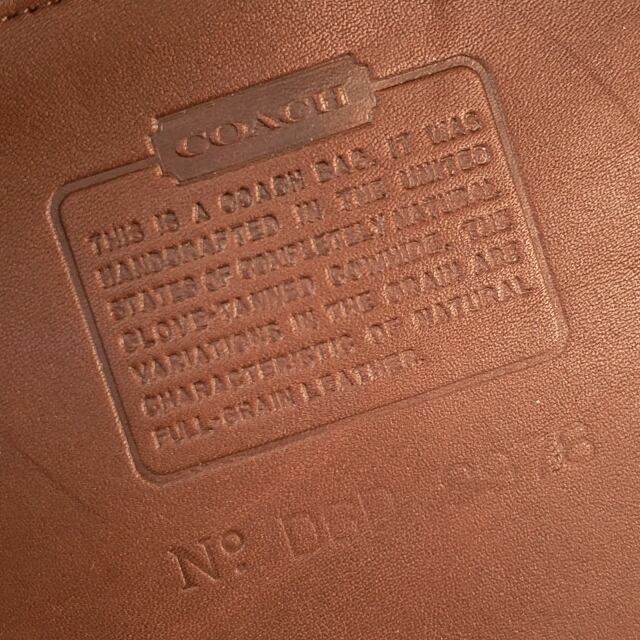 COACH
THIS IS A COACH BAG. IT WAS
HANDCRAFTED IN THE UNITED
STATES OF COMPLETELY NATURAL
GLOVE-TANNED COWHIDE. THE
VARIATIONS IN THE GRAIN ARE
CHARACTERISTIC OF NATURAL
FULL-GRAIN LEATHER.
No.